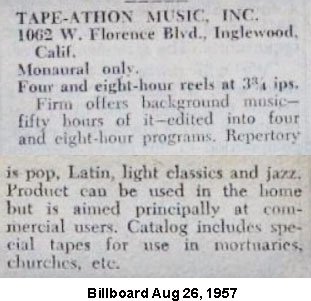 TAPE-ATHON MUSIC, INC.
1062 W. Florence Blvd., Inglewood,
Calif.
Monaural only.
Four and eight-hour reels at 3¾ ips.
Firm offers background music—
fifty hours of it—edited into four
and eight-hour programs. Repertory
is pop, Latin, light classics and jazz.
Product can be used in the home
but is aimed principally at com-
mercial users. Catalog includes spe-
cial tapes for use in mortuaries,
churches, etc.
Billboard Aug 26, 1957